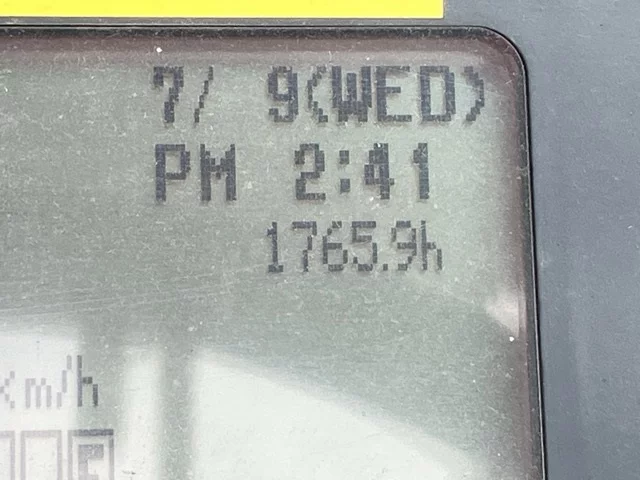 7/ 9(WED)
PM 2:41
1765.9h
km/h
F